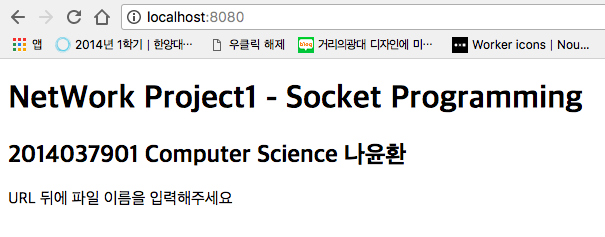 localhost:8080
앱 2014년 1학기 | 한양대… 우클릭 해제 blog 거리의광대 디자인에 미… Worker icons | Nou…
NetWork Project1 - Socket Programming
2014037901 Computer Science 나윤환
URL 뒤에 파일 이름을 입력해주세요